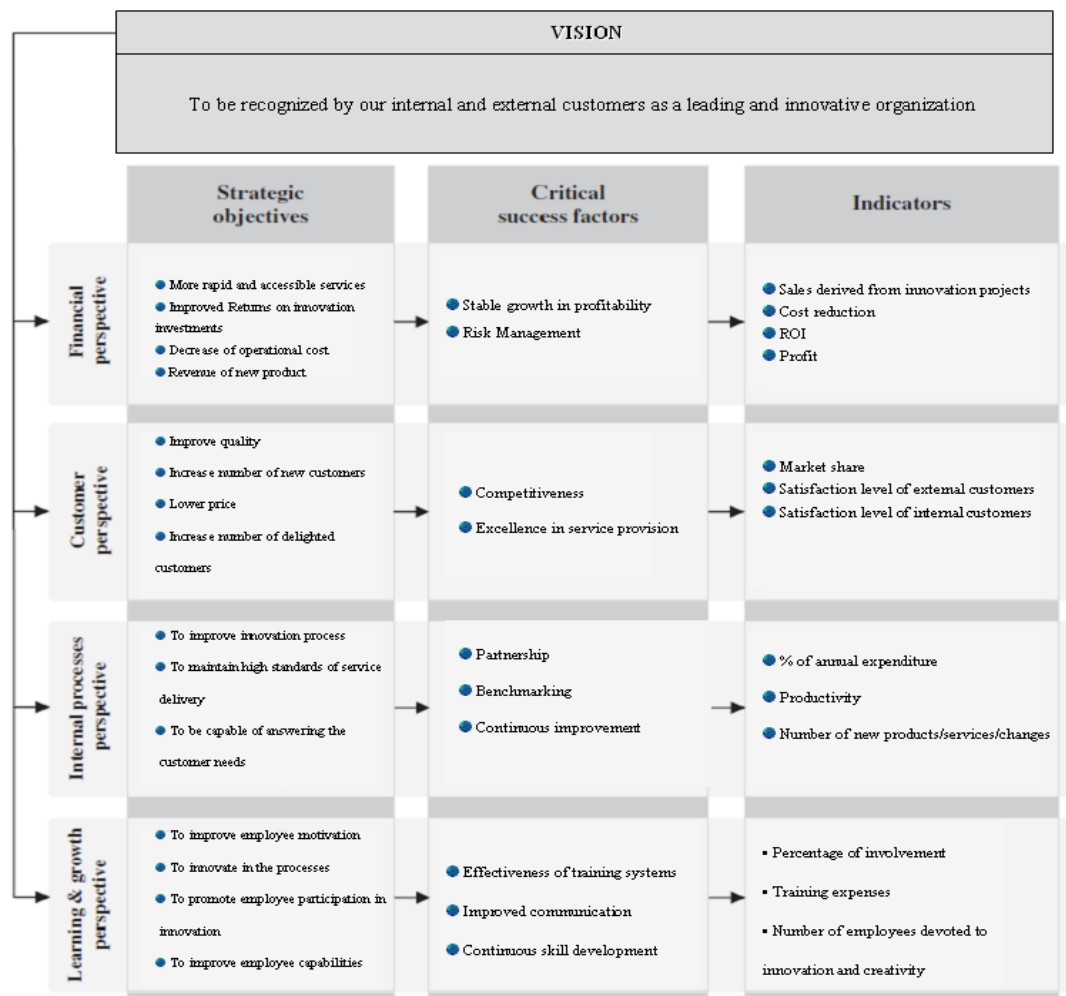 VISION
To be recognized by our internal and external customers as a leading and innovative organization
Strategic
objectives
Critical
success factors
Indicators
Financial
perspective
● More rapid and accessible services
● Improved Returns on innovation
investments
● Decrease of operational cost
● Revenue of new product
● Stable growth in profitability
● Risk Management
● Sales derived from innovation projects
● Cost reduction
● ROI
● Profit
Customer
perspective
● Improve quality
● Increase number of new customers
● Lower price
● Increase number of delighted
customers
● Competitiveness
● Excellence in service provision
● Market share
● Satisfaction level of external customers
● Satisfaction level of internal customers
Internal processes
perspective
● To improve innovation process
● To maintain high standards of service
delivery
● To be capable of answering the
customer needs
● Partnership
● Benchmarking
● Continuous improvement
● % of annual expenditure
● Productivity
● Number of new products/services/changes
Learning & growth
perspective
● To improve employee motivation
● To innovate in the processes
● To promote employee participation in
innovation
● To improve employee capabilities
● Effectiveness of training systems
● Improved communication
● Continuous skill development
▪ Percentage of involvement
▪ Training expenses
▪ Number of employees devoted to
innovation and creativity